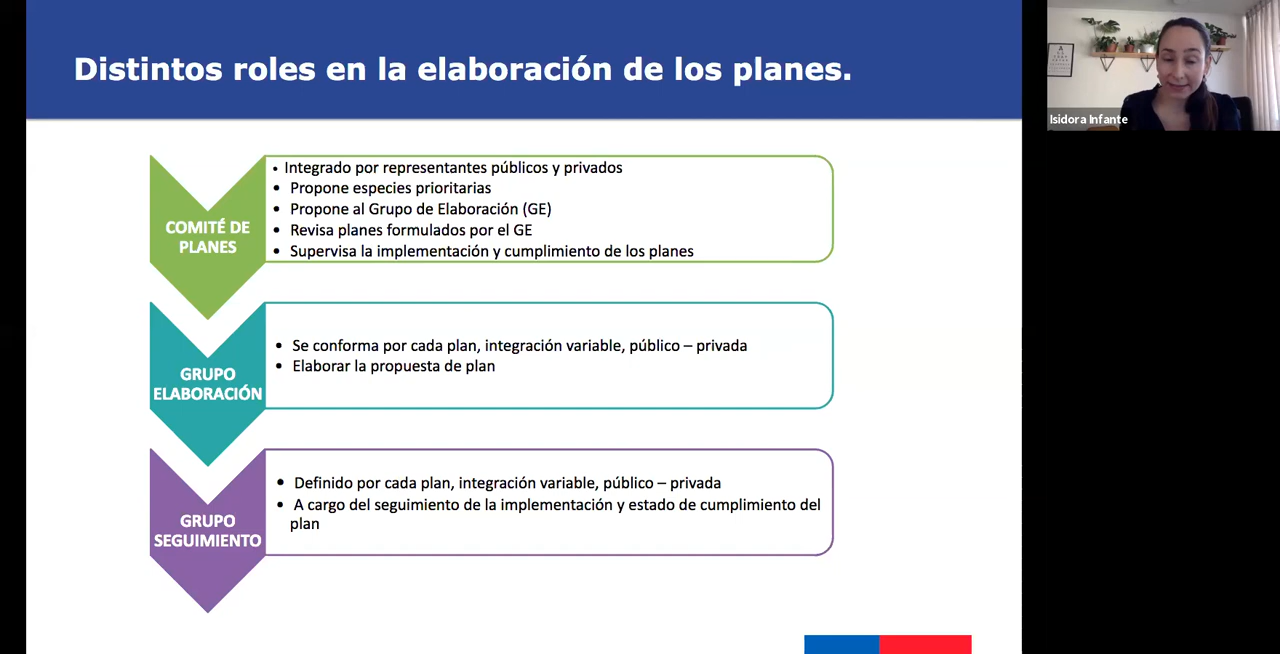 Distintos roles en la elaboración de los planes.
Isidora Infante
COMITÉ DE
PLANES
• Integrado por representantes públicos y privados
• Propone especies prioritarias
• Propone al Grupo de Elaboración (GE)
• Revisa planes formulados por el GE
• Supervisa la implementación y cumplimiento de los planes
GRUPO
ELABORACIÓN
• Se conforma por cada plan, integración variable, público – privada
• Elaborar la propuesta de plan
GRUPO
SEGUIMIENTO
• Definido por cada plan, integración variable, público – privada
• A cargo del seguimiento de la implementación y estado de cumplimiento del
plan